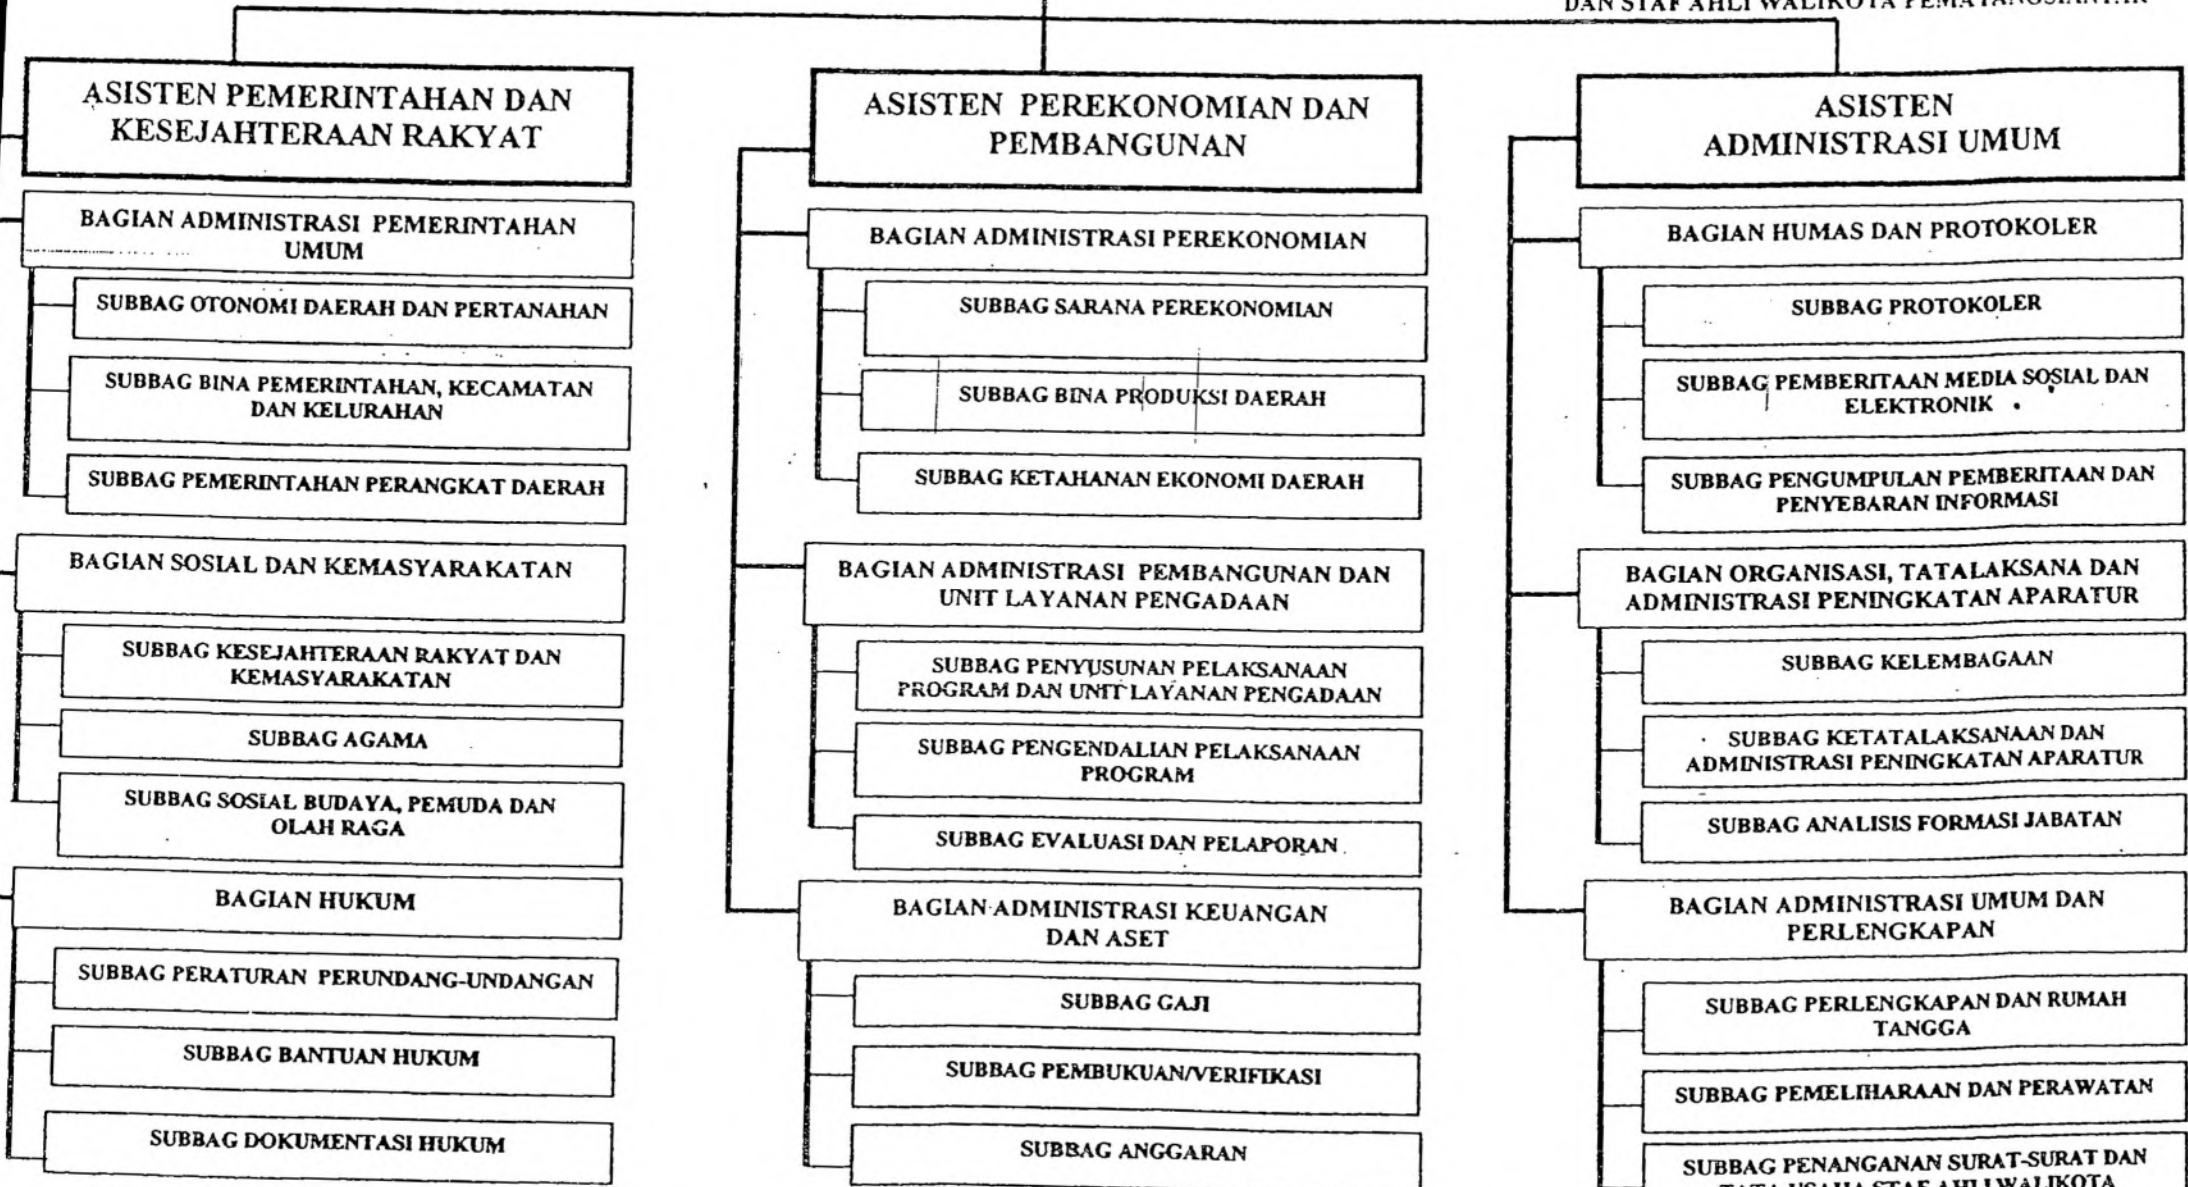 DAN STAF AHLI WALIKOTA PEMATANGSIANTAR
ASISTEN PEMERINTAHAN DAN
KESEJAHTERAAN RAKYAT
BAGIAN ADMINISTRASI PEMERINTAHAN
UMUM
SUBBAG OTONOMI DAERAH DAN PERTANAHAN
SUBBAG BINA PEMERINTAHAN, KECAMATAN
DAN KELURAHAN
SUBBAG PEMERINTAHAN PERANGKAT DAERAH
BAGIAN SOSIAL DAN KEMASYARAKATAN
SUBBAG KESEJAHTERAAN RAKYAT DAN
KEMASYARAKATAN
SUBBAG AGAMA
SUBBAG SOSIAL BUDAYA, PEMUDA DAN
OLAH RAGA
BAGIAN HUKUM
SUBBAG PERATURAN PERUNDANG-UNDANGAN
SUBBAG BANTUAN HUKUM
SUBBAG DOKUMENTASI HUKUM
ASISTEN PEREKONOMIAN DAN
PEMBANGUNAN
BAGIAN ADMINISTRASI PEREKONOMIAN
SUBBAG SARANA PEREKONOMIAN
SUBBAG BINA PRODUKSI DAERAH
SUBBAG KETAHANAN EKONOMI DAERAH
BAGIAN ADMINISTRASI PEMBANGUNAN DAN
UNIT LAYANAN PENGADAAN
SUBBAG PENYUSUNAN PELAKSANAAN
PROGRAM DAN UNIT LAYANAN PENGADAAN
SUBBAG PENGENDALIAN PELAKSANAAN
PROGRAM
SUBBAG EVALUASI DAN PELAPORAN
BAGIAN ADMINISTRASI KEUANGAN
DAN ASET
SUBBAG GAJI
SUBBAG PEMBUKUAN/VERIFIKASI
SUBBAG ANGGARAN
ASISTEN
ADMINISTRASI UMUM
BAGIAN HUMAS DAN PROTOKOLER
SUBBAG PROTOKOLER
SUBBAG PEMBERITAAN MEDIA SOSIAL DAN
ELEKTRONIK
SUBBAG PENGUMPULAN PEMBERITAAN DAN
PENYEBARAN INFORMASI
BAGIAN ORGANISASI, TATALAKSANA DAN
ADMINISTRASI PENINGKATAN APARATUR
SUBBAG KELEMBAGAAN
SUBBAG KETATALAKSANAAN DAN
ADMINISTRASI PENINGKATAN APARATUR
SUBBAG ANALISIS FORMASI JABATAN
BAGIAN ADMINISTRASI UMUM DAN
PERLENGKAPAN
SUBBAG PERLENGKAPAN DAN RUMAH
TANGGA
SUBBAG PEMELIHARAAN DAN PERAWATAN
SUBBAG PENANGANAN SURAT-SURAT DAN
TATA USAHA STAF AHLI WALIKOTA